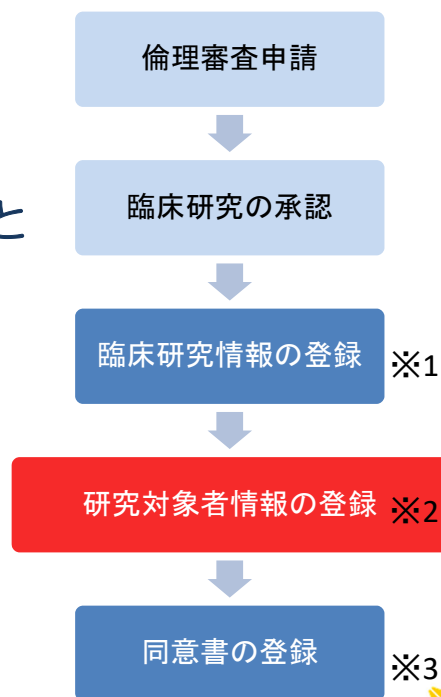 倫理審査申請
と
臨床研究の承認
臨床研究情報の登録 ※1
研究対象者情報の登録 ※2
同意書の登録 ※3